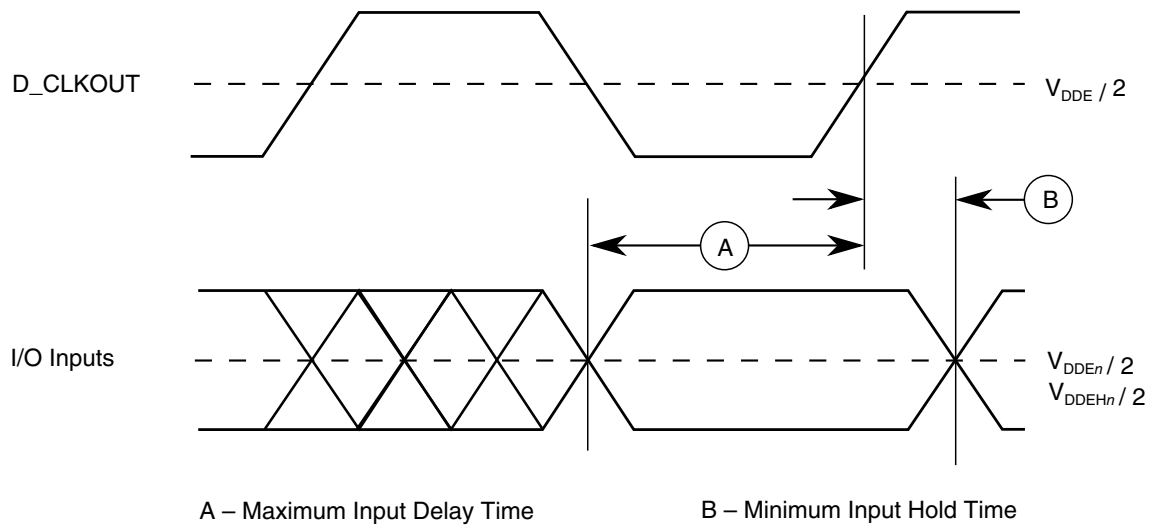 D_CLKOUT
V_DDE / 2
B
A
I/O Inputs
V_DDEn / 2
V_DDEHn / 2
A – Maximum Input Delay Time
B – Minimum Input Hold Time